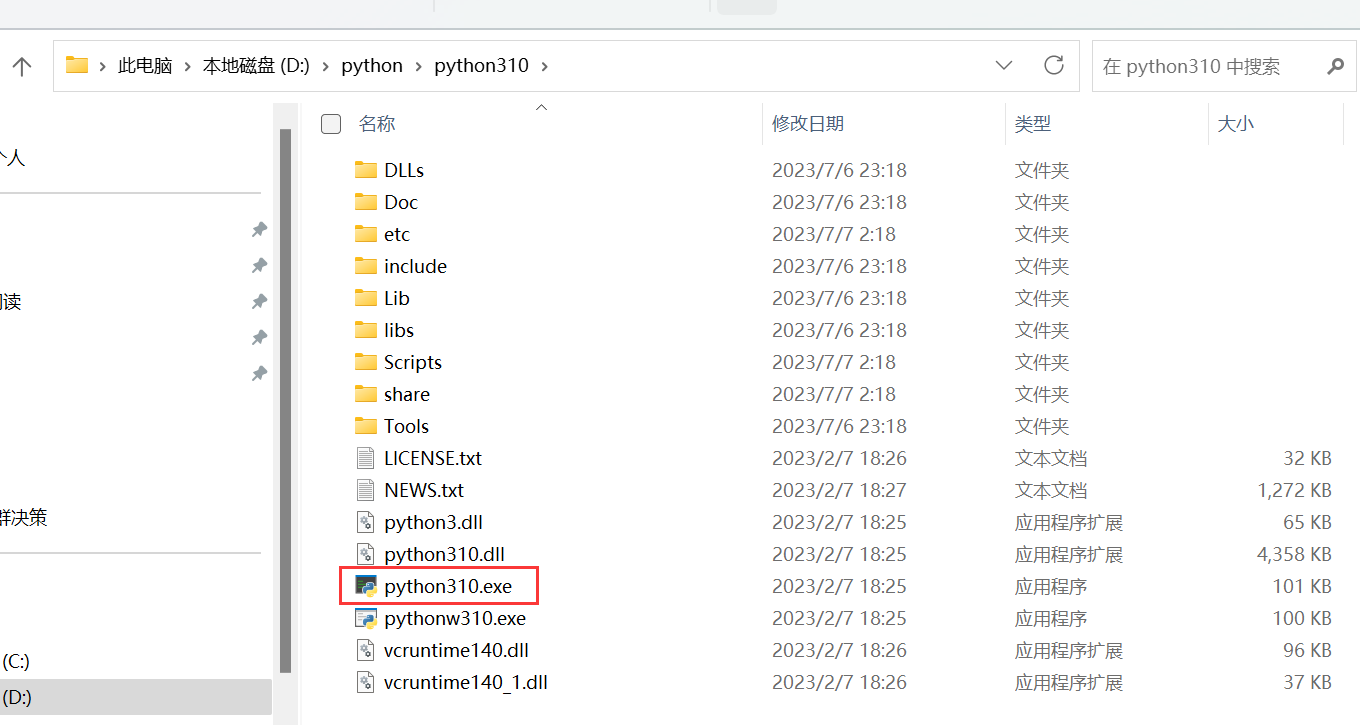 此电脑 › 本地磁盘 (D:) › python › python310 ›
在 python310 中搜索
名称 修改日期 类型 大小
个人
阅读
群决策
(C:)
(D:)
DLLs 2023/7/6 23:18 文件夹
Doc 2023/7/6 23:18 文件夹
etc 2023/7/7 2:18 文件夹
include 2023/7/6 23:18 文件夹
Lib 2023/7/6 23:18 文件夹
libs 2023/7/6 23:18 文件夹
Scripts 2023/7/7 2:18 文件夹
share 2023/7/7 2:18 文件夹
Tools 2023/7/6 23:18 文件夹
LICENSE.txt 2023/2/7 18:26 文本文档 32 KB
NEWS.txt 2023/2/7 18:27 文本文档 1,272 KB
python3.dll 2023/2/7 18:25 应用程序扩展 65 KB
python310.dll 2023/2/7 18:25 应用程序扩展 4,358 KB
python310.exe 2023/2/7 18:25 应用程序 101 KB
pythonw310.exe 2023/2/7 18:25 应用程序 100 KB
vcruntime140.dll 2023/2/7 18:26 应用程序扩展 96 KB
vcruntime140_1.dll 2023/2/7 18:26 应用程序扩展 37 KB